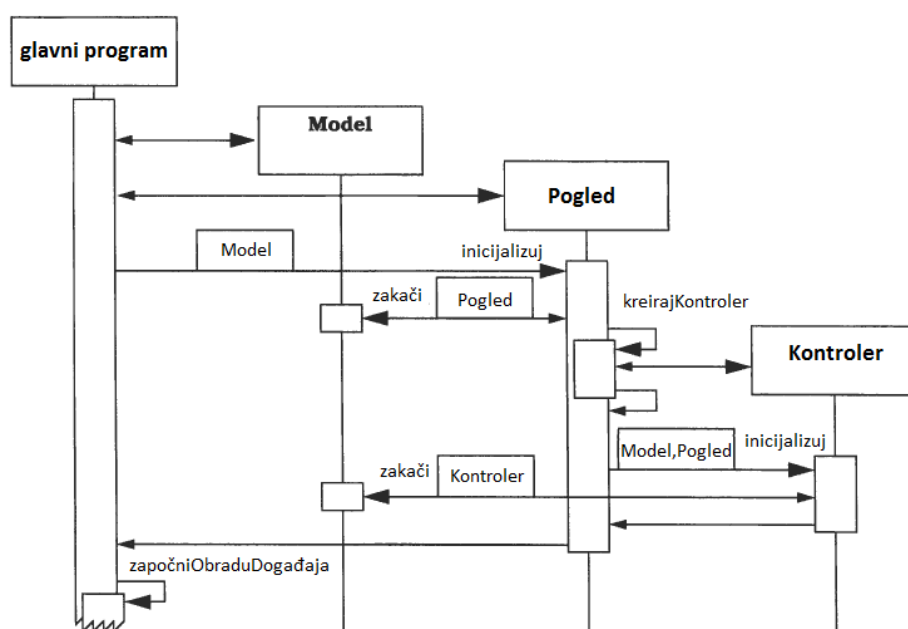 glavni program
Model
Pogled
Model
inicijalizuj
zakači
Pogled
kreirajKontroler
Kontroler
Model,Pogled
inicijalizuj
zakači
Kontroler
započniObraduDogađaja